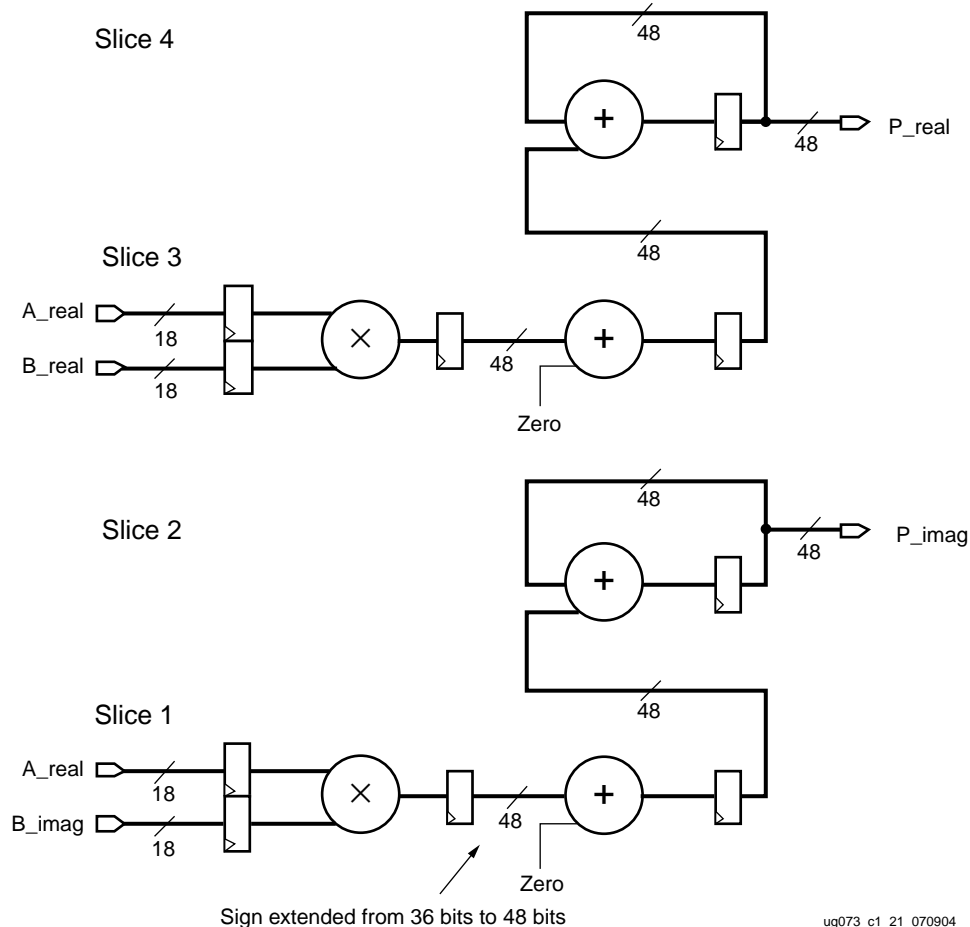 48
Slice 4
+
48
P_real
48
Slice 3
A_real
18
B_real
18
×
48
+
Zero
48
Slice 2
48
P_imag
+
48
Slice 1
A_real
18
B_imag
18
×
48
+
Zero
Sign extended from 36 bits to 48 bits
ug073_c1_21_070904